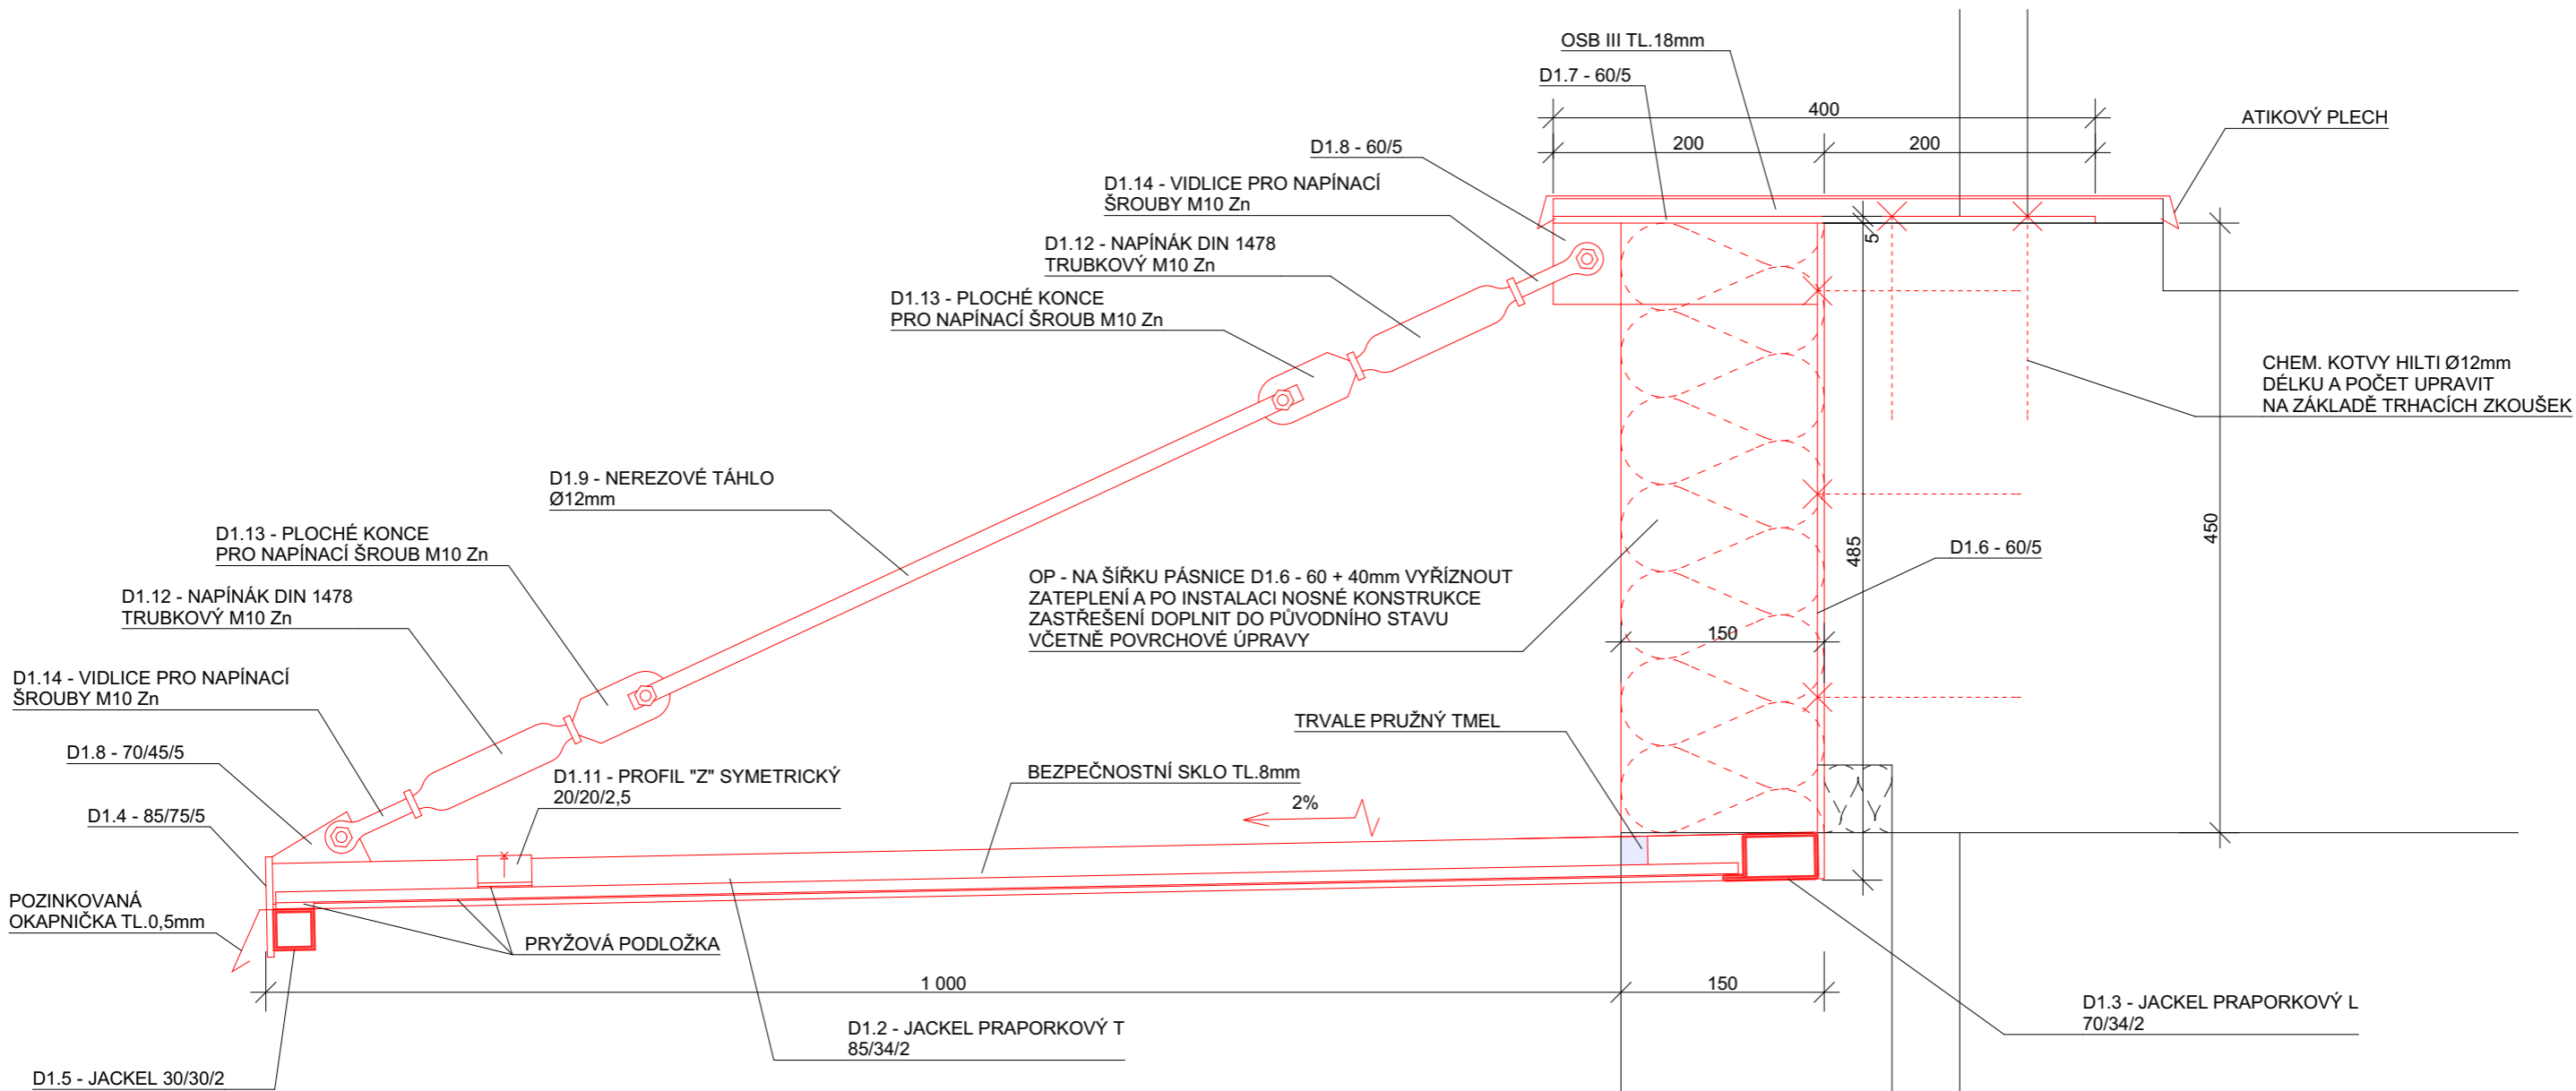 OSB III TL.18mm
D1.7 - 60/5
400
ATIKOVÝ PLECH
200
200
D1.8 - 60/5
D1.14 - VIDLICE PRO NAPÍNACÍ
ŠROUBY M10 Zn
D1.12 - NAPÍNÁK DIN 1478
TRUBKOVÝ M10 Zn
5
D1.13 - PLOCHÉ KONCE
PRO NAPÍNACÍ ŠROUB M10 Zn
CHEM. KOTVY HILTI Ø12mm
DÉLKU A POČET UPRAVIT
NA ZÁKLADĚ TRHACÍCH ZKOUŠEK
D1.9 - NEREZOVÉ TÁHLO
Ø12mm
D1.13 - PLOCHÉ KONCE
PRO NAPÍNACÍ ŠROUB M10 Zn
450
485
D1.6 - 60/5
OP - NA ŠÍŘKU PÁSNICE D1.6 - 60 + 40mm VYŘÍZNOUT
ZATEPLENÍ A PO INSTALACI NOSNÉ KONSTRUKCE
ZASTŘEŠENÍ DOPLNIT DO PŮVODNÍHO STAVU
VČETNĚ POVRCHOVÉ ÚPRAVY
150
D1.12 - NAPÍNÁK DIN 1478
TRUBKOVÝ M10 Zn
D1.14 - VIDLICE PRO NAPÍNACÍ
ŠROUBY M10 Zn
TRVALE PRUŽNÝ TMEL
D1.8 - 70/45/5
D1.11 - PROFIL "Z" SYMETRICKÝ
20/20/2,5
BEZPEČNOSTNÍ SKLO TL.8mm
2%
D1.4 - 85/75/5
POZINKOVANÁ
OKAPNIČKA TL.0,5mm
PRYŽOVÁ PODLOŽKA
1 000
150
D1.3 - JACKEL PRAPORKOVÝ L
70/34/2
D1.2 - JACKEL PRAPORKOVÝ T
85/34/2
D1.5 - JACKEL 30/30/2